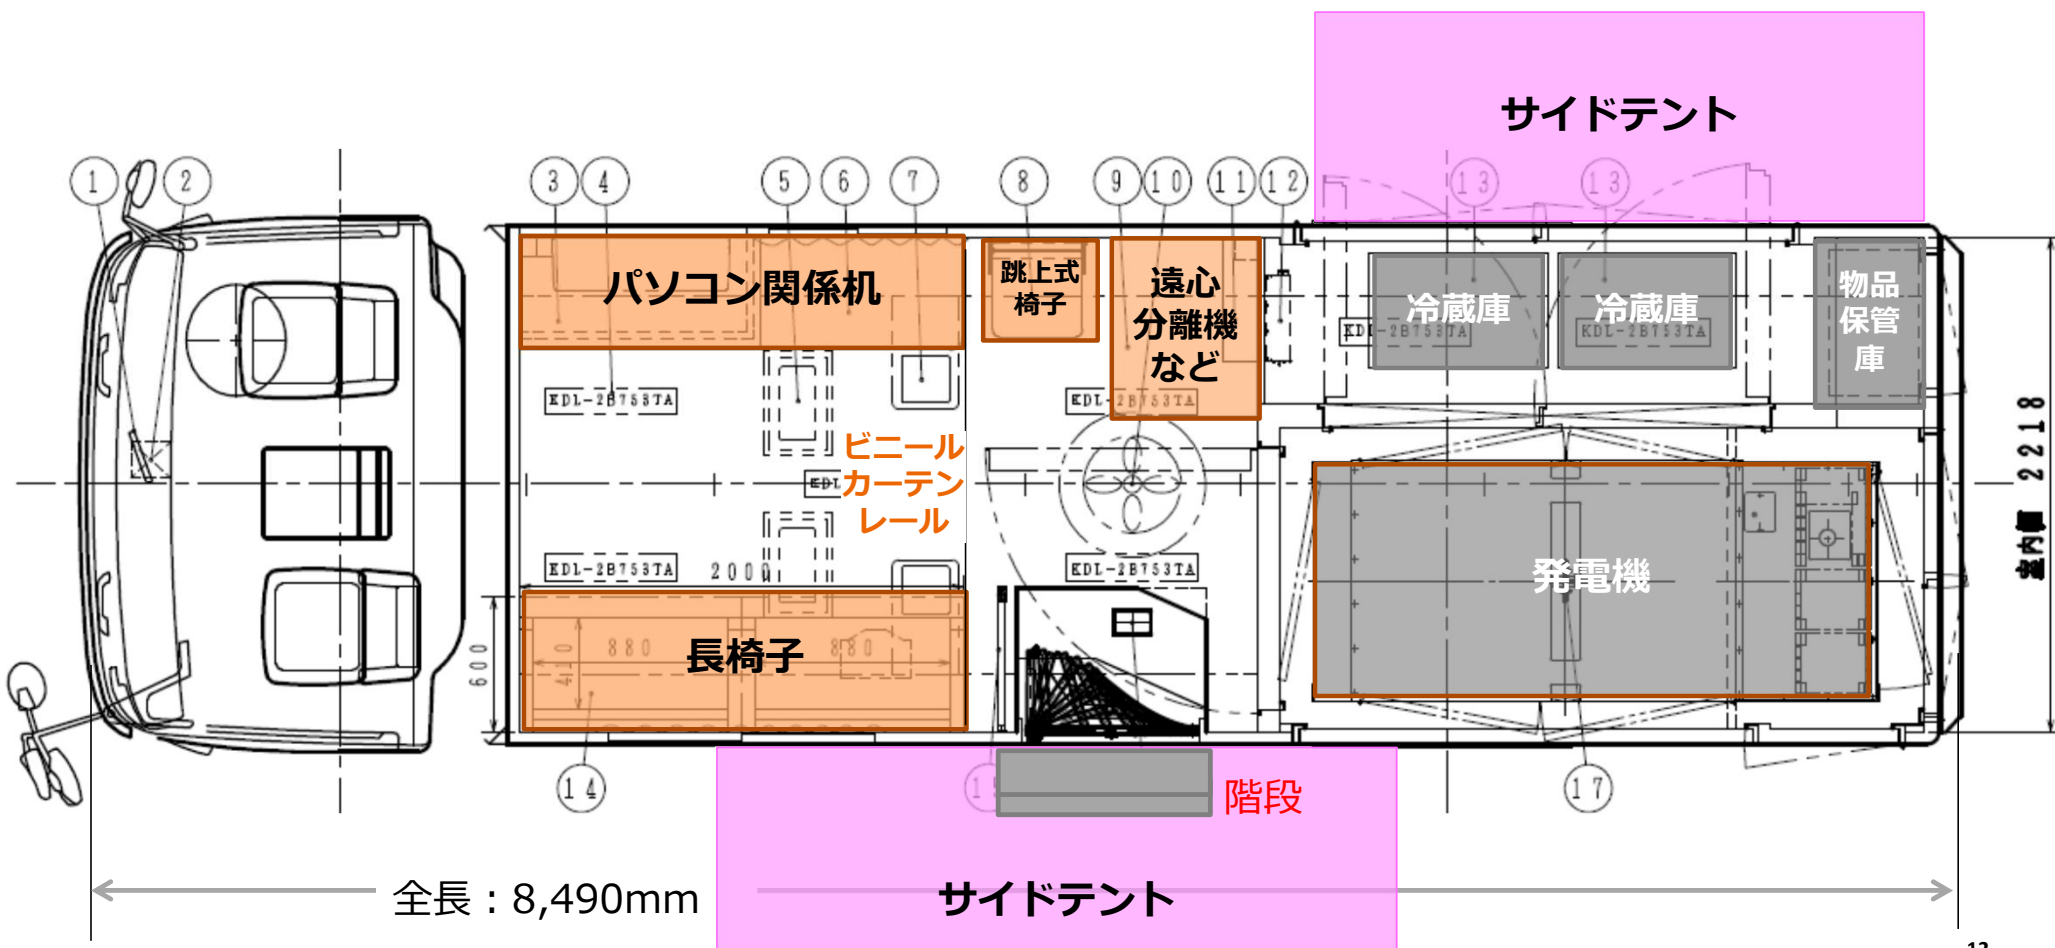 サイドテント
1
2
3
4
5
6
7
8
9
10
11
12
13
13
パソコン関係机
跳上式
椅子
遠心
分離機
など
冷蔵庫
冷蔵庫
物品
保管
庫
KDL-2B753TA
KDL-2B753TA
KDL-2B753TA
KDL-2B753TA
ビニール
カーテン
レール
KDL
室内幅 2218
KDL-2B753TA
2000
KDL-2B753TA
発電機
600
410
880
長椅子
880
14
17
階段
全長：8,490mm
サイドテント